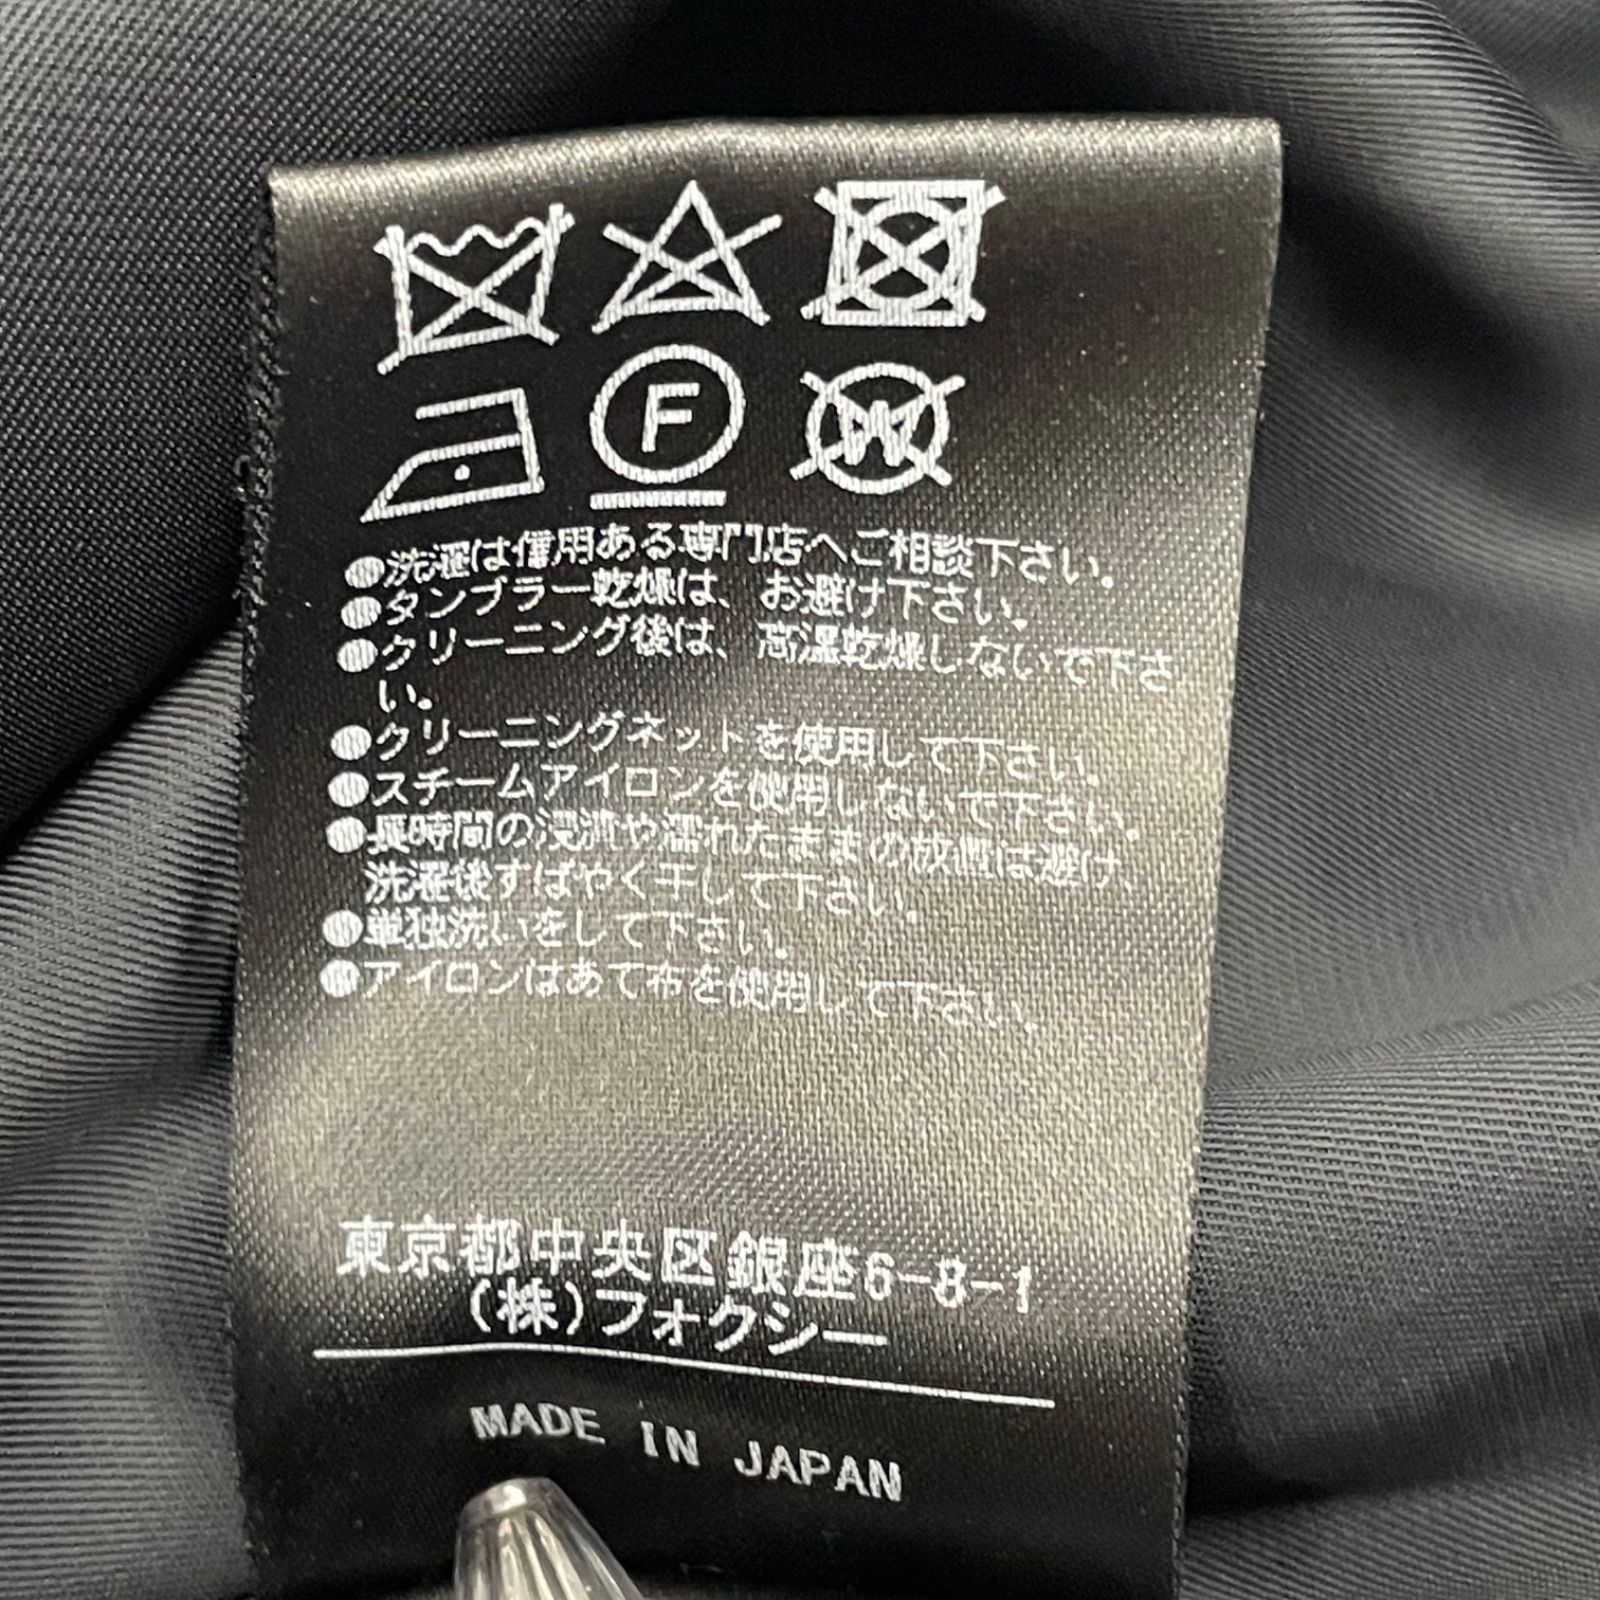 F
W
●洗濯は信用ある専門店へご相談下さい。
●タンブラー乾燥は、お避け下さい。
●クリーニング後は、高温乾燥しないで下さ
い。
●クリーニングネットを使用して下さい。
●スチームアイロンを使用しないで下さい。
●長時間の浸漬や濡れたままの放置は避け、
洗濯後すばやく干して下さい。
●単独洗いをして下さい。
●アイロンはあて布を使用して下さい。
東京都中央区銀座6-8-1
(株)フォクシー
MADE IN JAPAN